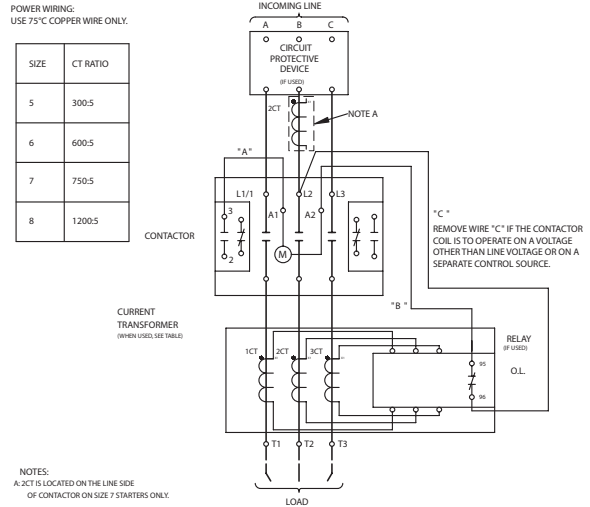 POWER WIRING:
USE 75°C COPPER WIRE ONLY.
INCOMING LINE
A B C
CIRCUIT
PROTECTIVE
DEVICE
(IF USED)
SIZE CT RATIO
5 300:5
6 600:5
7 750:5
8 1200:5
2CT
NOTE A
"A"
L1/1 L2 L3
3
A1 A2
M
2
CONTACTOR
"C "
REMOVE WIRE "C" IF THE CONTACTOR
COIL IS TO OPERATE ON A VOLTAGE
OTHER THAN LINE VOLTAGE OR ON A
SEPARATE CONTROL SOURCE.
"B "
CURRENT
TRANSFORMER
(WHEN USED, SEE TABLE)
1CT 2CT 3CT
RELAY
(IF USED)
O.L.
95
96
T1 T2 T3
LOAD
NOTES:
A: 2CT IS LOCATED ON THE LINE SIDE
OF CONTACTOR ON SIZE 7 STARTERS ONLY.